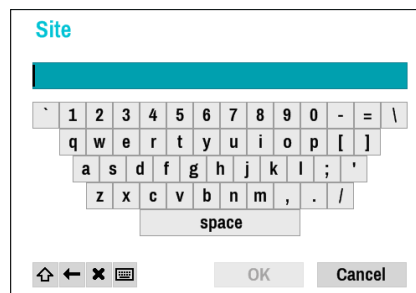 Site
` 1 2 3 4 5 6 7 8 9 0 - = \
q w e r t y u i o p [ ]
a s d f g h j k l ; '
z x c v b n m , . /
space
OK Cancel